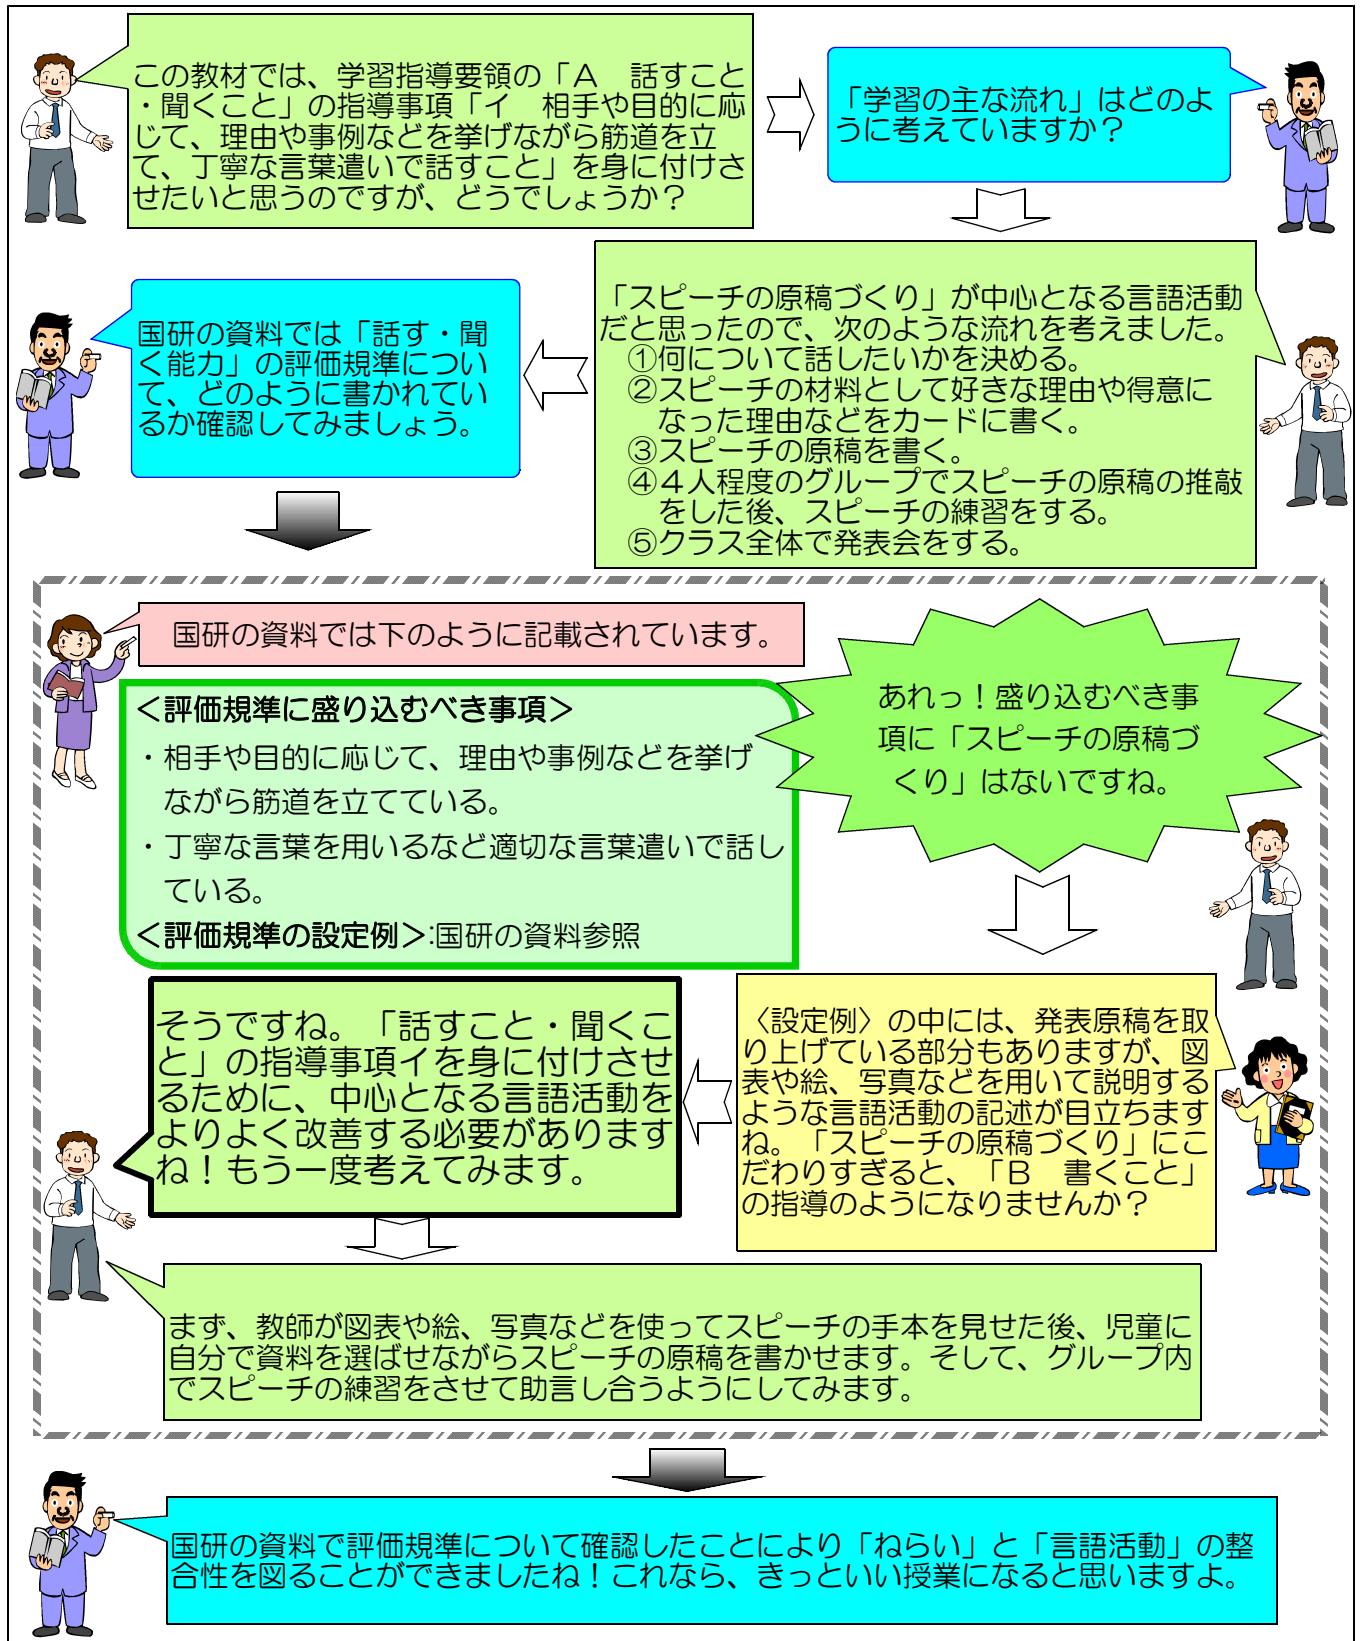 この教材では、学習指導要領の「Ａ　話すこと
・聞くこと」の指導事項「イ　相手や目的に応
じて、理由や事例などを挙げながら筋道を立
て、丁寧な言葉遣いで話すこと」を身に付けさ
せたいと思うのですが、どうでしょうか？
「学習の主な流れ」はどのよ
うに考えていますか？
「スピーチの原稿づくり」が中心となる言語活動
だと思ったので、次のような流れを考えました。
①何について話したいかを決める。
②スピーチの材料として好きな理由や得意に
なった理由などをカードに書く。
③スピーチの原稿を書く。
④４人程度のグループでスピーチの原稿の推敲
をした後、スピーチの練習をする。
⑤クラス全体で発表会をする。
国研の資料では「話す・聞
く能力」の評価規準につい
て、どのように書かれてい
るか確認してみましょう。
国研の資料では下のように記載されています。
＜評価規準に盛り込むべき事項＞
・相手や目的に応じて、理由や事例などを挙げ
ながら筋道を立てている。
・丁寧な言葉を用いるなど適切な言葉遣いで話し
ている。
＜評価規準の設定例＞:国研の資料参照
あれっ！盛り込むべき事
項に「スピーチの原稿づ
くり」はないですね。
〈設定例〉の中には、発表原稿を取
り上げている部分もありますが、図
表や絵、写真などを用いて説明する
ような言語活動の記述が目立ちます
ね。「スピーチの原稿づくり」にこ
だわりすぎると、「Ｂ　書くこと」
の指導のようになりませんか？
そうですね。「話すこと・聞くこ
と」の指導事項イを身に付けさせ
るために、中心となる言語活動を
よりよく改善する必要があります
ね！もう一度考えてみます。
まず、教師が図表や絵、写真などを使ってスピーチの手本を見せた後、児童に
自分で資料を選ばせながらスピーチの原稿を書かせます。そして、グループ内
でスピーチの練習をさせて助言し合うようにしてみます。
国研の資料で評価規準について確認したことにより「ねらい」と「言語活動」の整
合性を図ることができましたね！これなら、きっといい授業になると思いますよ。